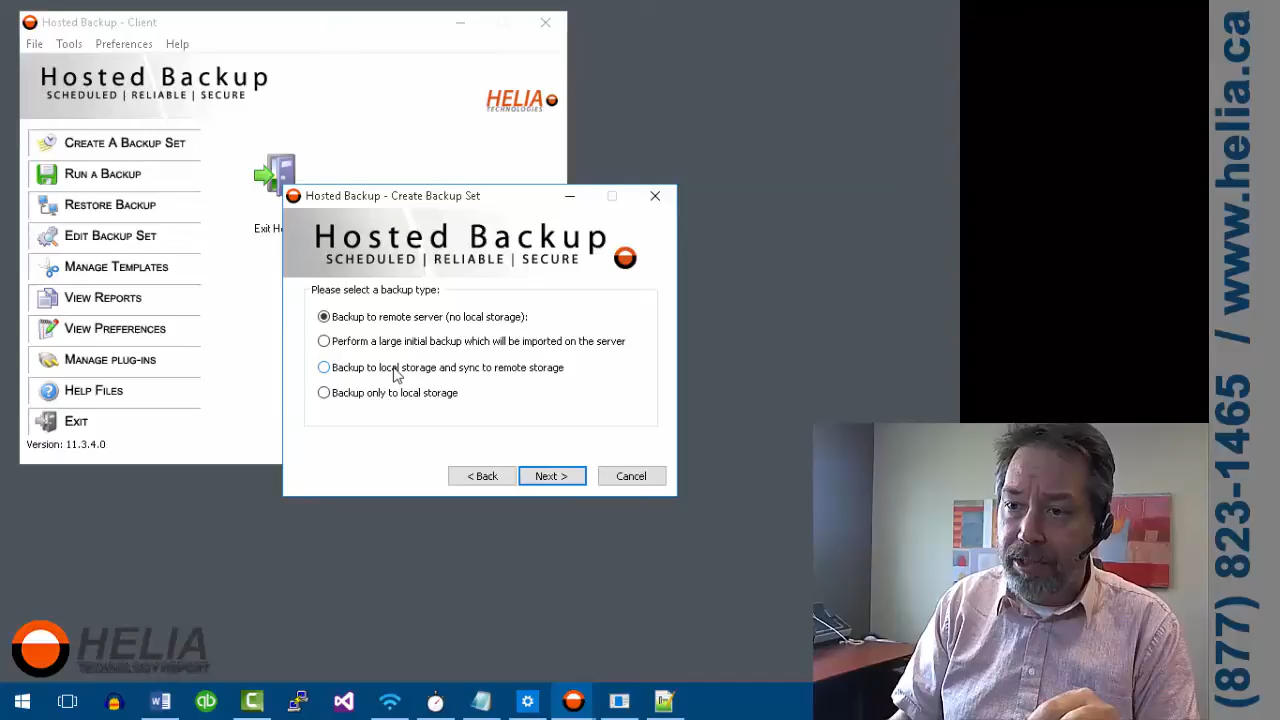 Hosted Backup - Client
File Tools Preferences Help
Hosted Backup
SCHEDULED | RELIABLE | SECURE
HELIA
TECHNOLOGIES
CREATE A BACKUP SET
RUN A BACKUP
RESTORE BACKUP
EDIT BACKUP SET
MANAGE TEMPLATES
VIEW REPORTS
VIEW PREFERENCES
MANAGE PLUG-INS
HELP FILES
EXIT
Version: 11.3.4.0
Exit
Hosted Backup - Create Backup Set
Hosted Backup
SCHEDULED | RELIABLE | SECURE
Please select a backup type:
Backup to remote server (no local storage):
Perform a large initial backup which will be imported on the server
Backup to local storage and sync to remote storage
Backup only to local storage
< Back Next > Cancel
HELIA
TECHNOLOGY REPORT
(877) 823-1465 / www.helia.ca